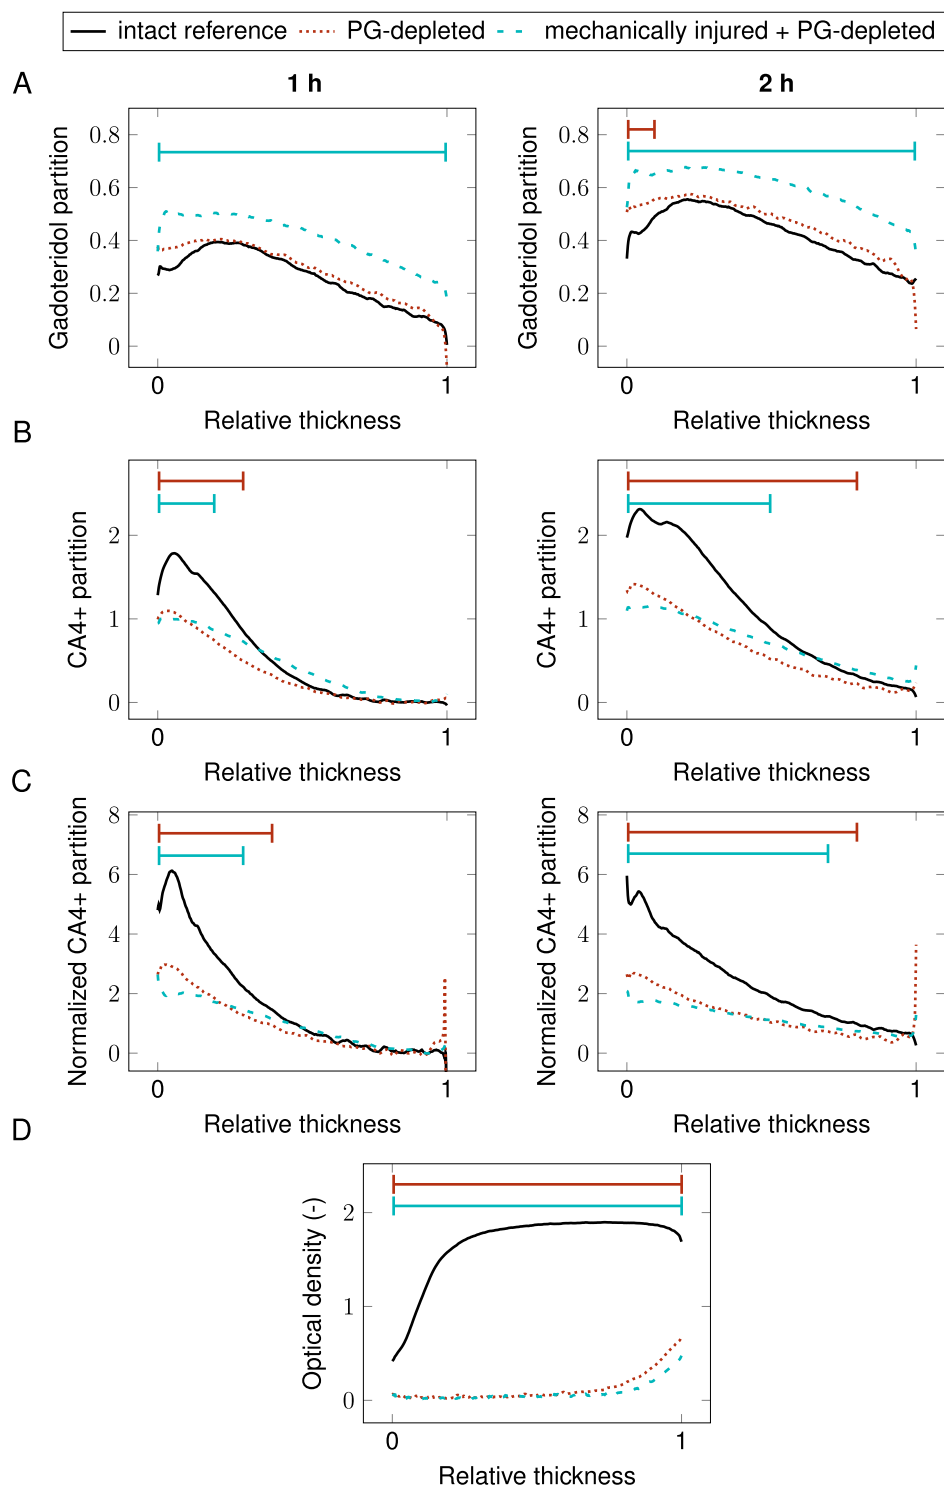 intact reference PG-depleted mechanically injured + PG-depleted
A
1 h
2 h
Gadoteridol partition
0.8
0.6
0.4
0.2
0
0
1
Relative thickness
Gadoteridol partition
0.8
0.6
0.4
0.2
0
0
1
Relative thickness
B
CA4+ partition
2
1
0
0
1
Relative thickness
CA4+ partition
2
1
0
0
1
Relative thickness
C
Normalized CA4+ partition
8
6
4
2
0
0
1
Relative thickness
Normalized CA4+ partition
8
6
4
2
0
0
1
Relative thickness
D
Optical density (-)
2
1
0
0
1
Relative thickness